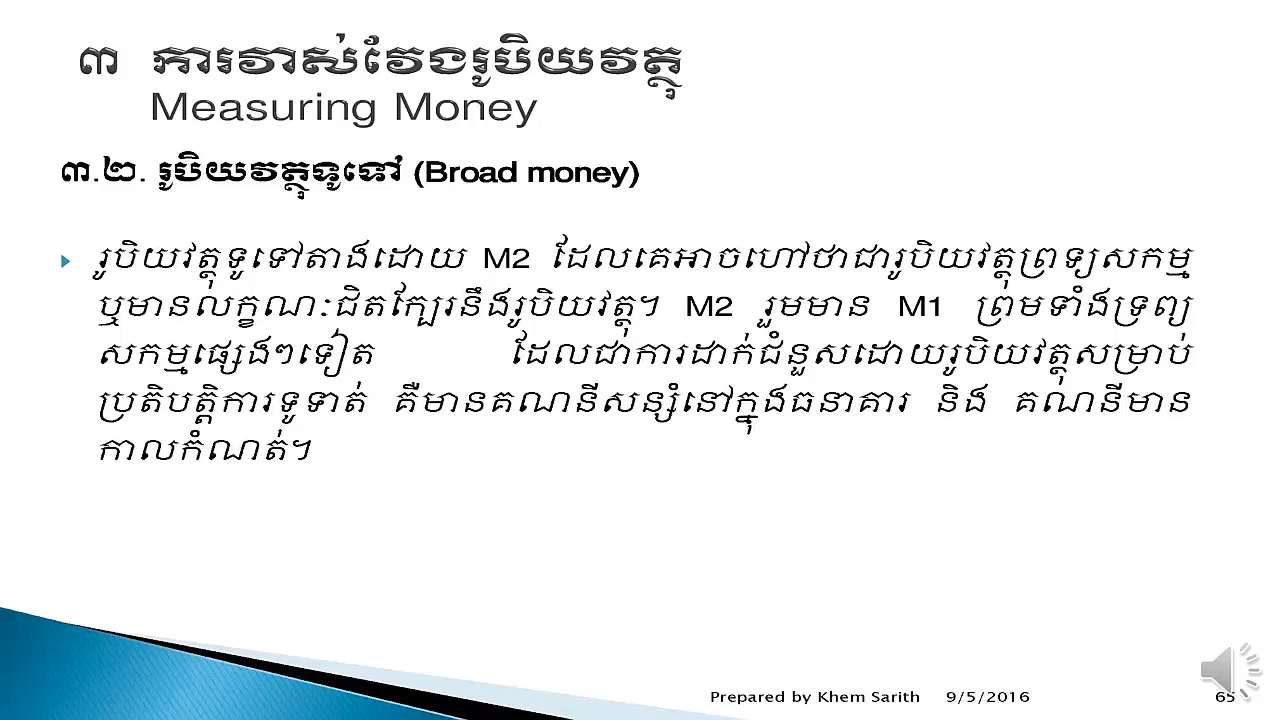 ៣ ការវាស់វែងរូបិយវត្ថុ
Measuring Money
៣.២. រូបិយវត្ថុទូទៅ (Broad money)
រូបិយវត្ថុទូទៅតាងដោយ M2 ដែលគេអាចហៅថាជារូបិយវត្ថុព្រទ្យសកម្ម
ឬមានលក្ខណៈជិតក្បែរនឹងរូបិយវត្ថុ។ M2 រួមមាន M1 ព្រមទាំងទ្រព្យ
សកម្មផ្សេងៗទៀត ដែលជាការដាក់ជំនួសដោយរូបិយវត្ថុសម្រាប់
ប្រតិបត្តិការទូទាត់ គឺមានគណនីសន្សំនៅក្នុងធនាគារ និង គណនីមាន
កាលកំណត់។
Prepared by Khem Sarith 9/5/2016 65